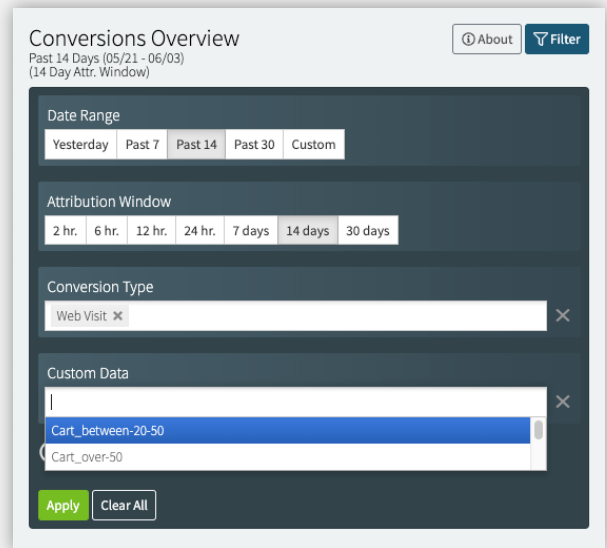 Conversions Overview
Past 14 Days (05/21 - 06/03)
(14 Day Attr. Window)
About
Filter
Date Range
Yesterday Past 7 Past 14 Past 30 Custom
Attribution Window
2 hr. 6 hr. 12 hr. 24 hr. 7 days 14 days 30 days
Conversion Type
Web Visit
Custom Data
Cart_between-20-50
Cart_over-50
Apply Clear All